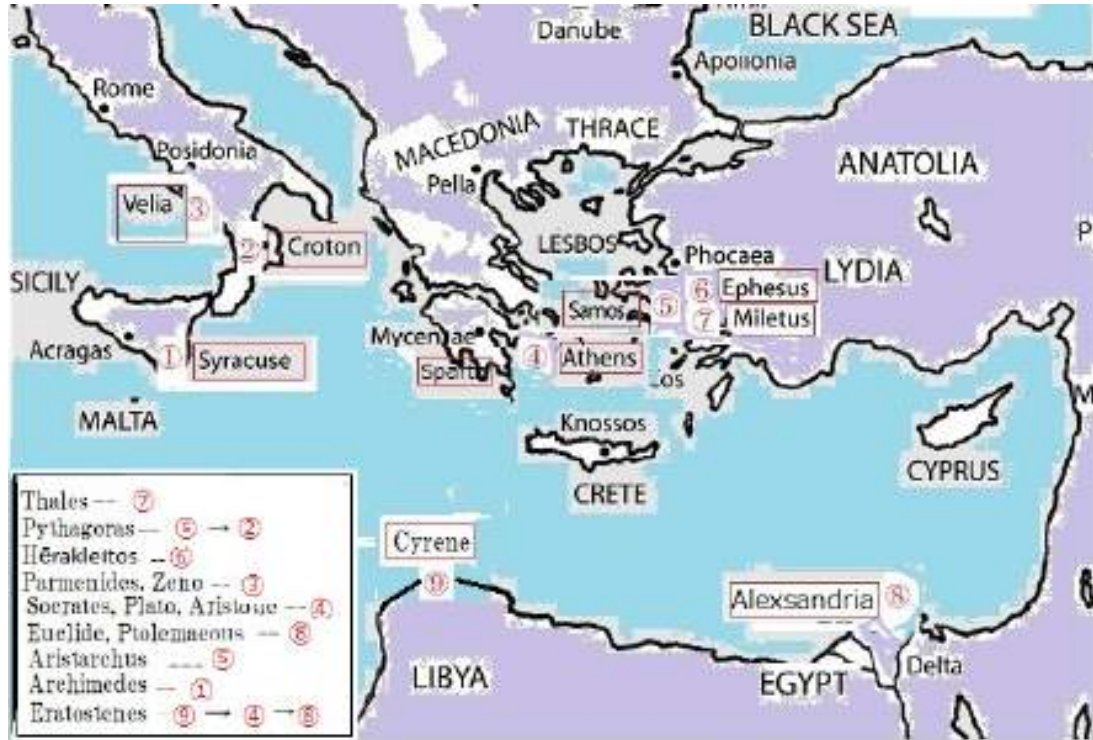 BLACK SEA
Danube
Apollonia
Rome
MACEDONIA
THRACE
Posidonia
Pella
ANATOLIA
Velia ③
② Croton
LESBOS
Phocaea
LYDIA
SICILY
⑥ Ephesus
Samos ⑤
⑦ Miletus
Mycenae
Acragas
① Syracuse
④ Athens
MALTA
Knossos
CRETE
CYPRUS
Cyrene
⑨
Alexsandria ⑧
Delta
LIBYA
EGYPT
Thales -- ⑦
Pythagoras -- ⑤ → ②
Hērakleitos -- ⑥
Parmenides, Zeno -- ③
Socrates, Plato, Aristotle -- ④
Euclide, Ptolemaeous -- ⑧
Aristarchus --- ⑤
Archimedes -- ①
Eratostenes ⑨ → ④ → ⑧